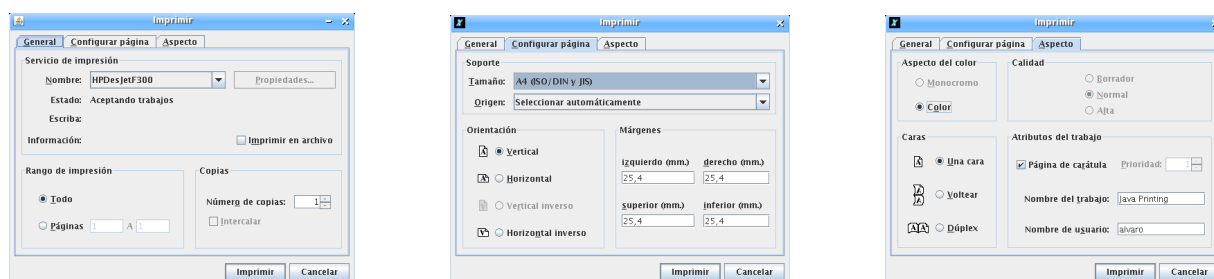 Imprimir
General Configurar página Aspecto
Servicio de impresión
Nombre: HPDesJetF300 Propiedades...
Estado: Aceptando trabajos
Escriba:
Información: Imprimir en archivo
Rango de impresión
Todo
Páginas 1 A 1
Copias
Número de copias: 1
Intercalar
Imprimir Cancelar
Imprimir
General Configurar página Aspecto
Soporte
Tamaño: A4 (ISO/DIN y JIS)
Origen: Seleccionar automáticamente
Orientación
Vertical
Horizontal
Vertical inverso
Horizontal inverso
Márgenes
izquierdo (mm.) derecho (mm.)
25,4 25,4
superior (mm.) inferior (mm.)
25,4 25,4
Imprimir Cancelar
Imprimir
General Configurar página Aspecto
Aspecto del color
Monocromo
Color
Calidad
Borrador
Normal
Alta
Caras
Una cara
Voltear
Dúplex
Atributos del trabajo
Página de carátula Prioridad: 1
Nombre del trabajo: Java Printing
Nombre de usuario: alvaro
Imprimir Cancelar